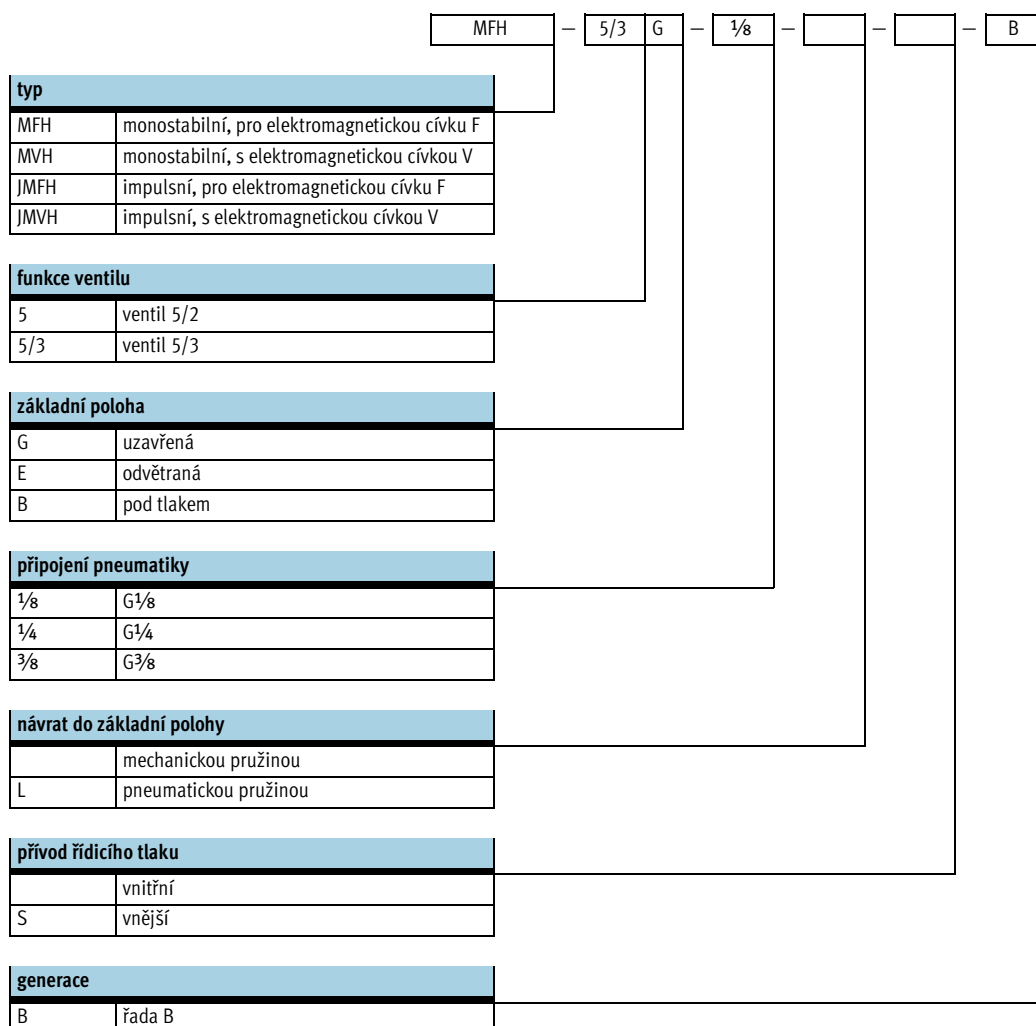 MFH – 5/3 G – ⅛ – – – B
typ
MFH monostabilní, pro elektromagnetickou cívku F
MVH monostabilní, s elektromagnetickou cívkou V
JMFH impulsní, pro elektromagnetickou cívku F
JMVH impulsní, s elektromagnetickou cívkou V
funkce ventilu
5 ventil 5/2
5/3 ventil 5/3
základní poloha
G uzavřená
E odvětraná
B pod tlakem
připojení pneumatiky
⅛ G⅛
¼ G¼
⅜ G⅜
návrat do základní polohy
mechanickou pružinou
L pneumatickou pružinou
přívod řídicího tlaku
vnitřní
S vnější
generace
B řada B